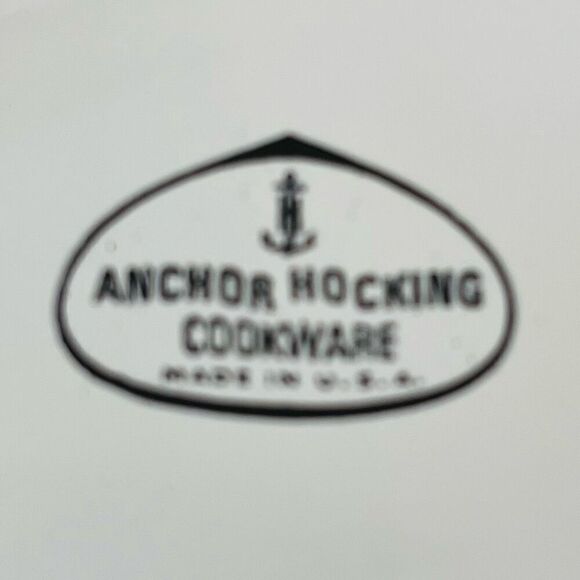 H
ANCHOR HOCKING
COOKWARE
MADE IN U.S.A.